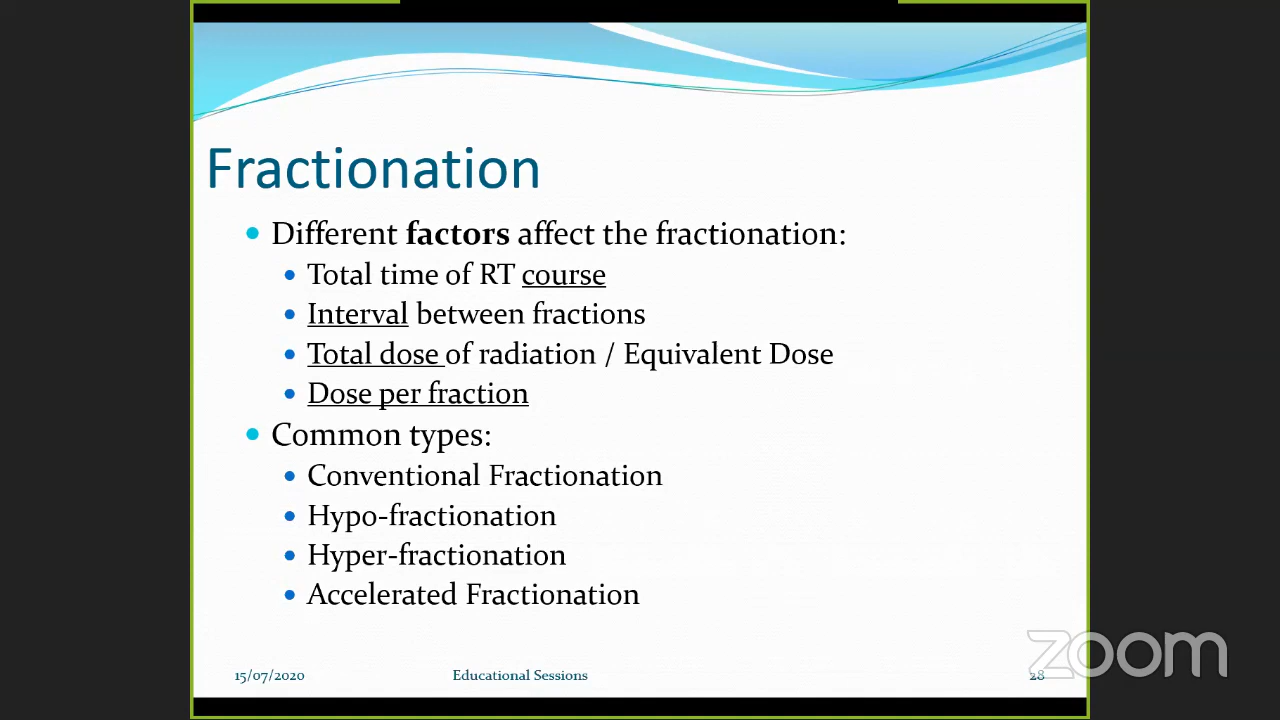 Fractionation
Different factors affect the fractionation:
Total time of RT course
Interval between fractions
Total dose of radiation / Equivalent Dose
Dose per fraction
Common types:
Conventional Fractionation
Hypo-fractionation
Hyper-fractionation
Accelerated Fractionation
15/07/2020
Educational Sessions
28
zoom